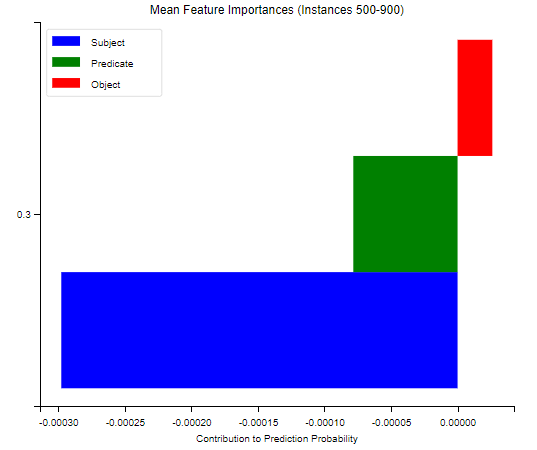 Mean Feature Importances (Instances 500-900)
Subject
Predicate
Object
0.3
-0.00030 -0.00025 -0.00020 -0.00015 -0.00010 -0.00005 0.00000
Contribution to Prediction Probability